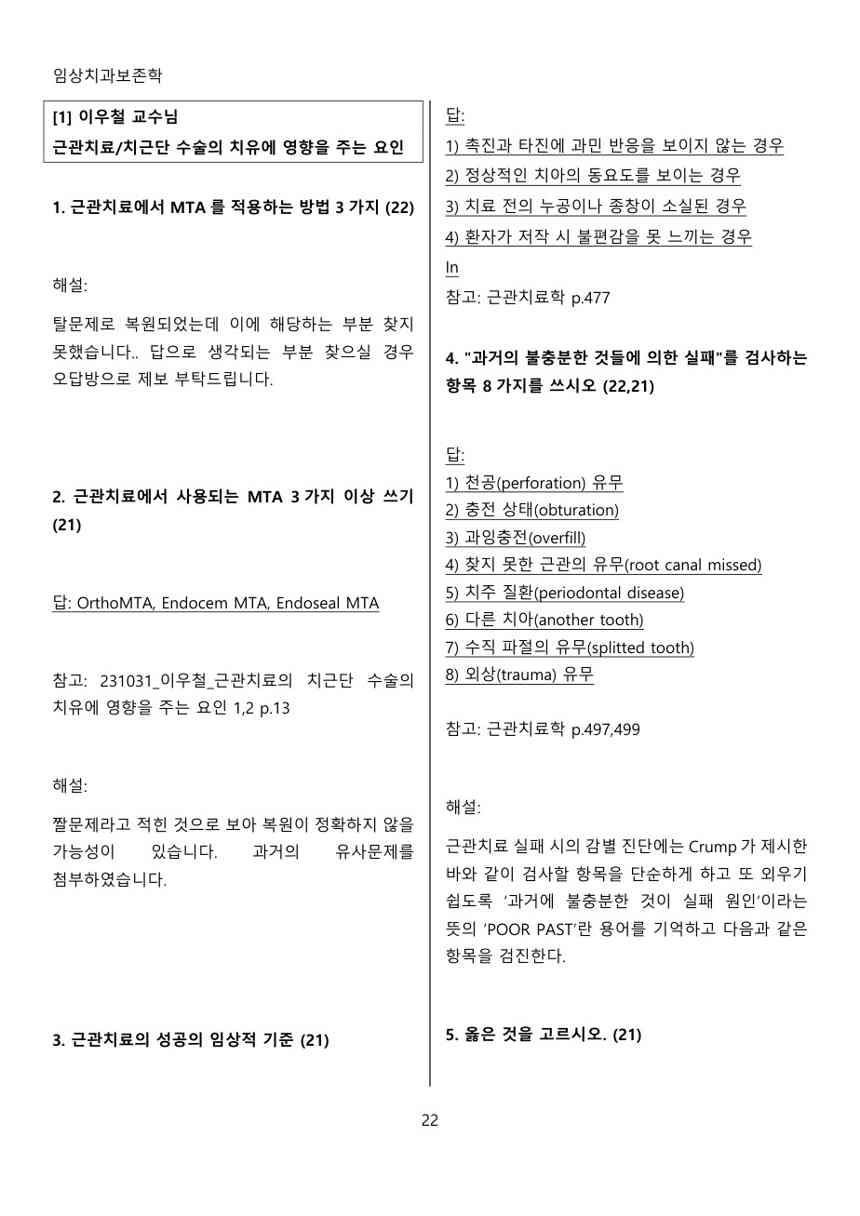 임상치과보존학
[1] 이우철 교수님
근관치료/치근단 수술의 치유에 영향을 주는 요인
1. 근관치료에서 MTA 를 적용하는 방법 3 가지 (22)
해설:
탈문제로 복원되었는데 이에 해당하는 부분 찾지
못했습니다.. 답으로 생각되는 부분 찾으실 경우
오답방으로 제보 부탁드립니다.
2. 근관치료에서 사용되는 MTA 3 가지 이상 쓰기
(21)
답: OrthoMTA, Endocem MTA, Endoseal MTA
참고: 231031_이우철_근관치료의 치근단 수술의
치유에 영향을 주는 요인 1,2 p.13
해설:
짤문제라고 적힌 것으로 보아 복원이 정확하지 않을
가능성이 있습니다. 과거의 유사문제를
첨부하였습니다.
3. 근관치료의 성공의 임상적 기준 (21)
답:
1) 촉진과 타진에 과민 반응을 보이지 않는 경우
2) 정상적인 치아의 동요도를 보이는 경우
3) 치료 전의 누공이나 종창이 소실된 경우
4) 환자가 저작 시 불편감을 못 느끼는 경우
In
참고: 근관치료학 p.477
4. "과거의 불충분한 것들에 의한 실패"를 검사하는
항목 8 가지를 쓰시오 (22,21)
답:
1) 천공(perforation) 유무
2) 충전 상태(obturation)
3) 과잉충전(overfill)
4) 찾지 못한 근관의 유무(root canal missed)
5) 치주 질환(periodontal disease)
6) 다른 치아(another tooth)
7) 수직 파절의 유무(splitted tooth)
8) 외상(trauma) 유무
참고: 근관치료학 p.497,499
해설:
근관치료 실패 시의 감별 진단에는 Crump 가 제시한
바와 같이 검사할 항목을 단순하게 하고 또 외우기
쉽도록 '과거에 불충분한 것이 실패 원인'이라는
뜻의 'POOR PAST'란 용어를 기억하고 다음과 같은
항목을 검진한다.
5. 옳은 것을 고르시오. (21)
22